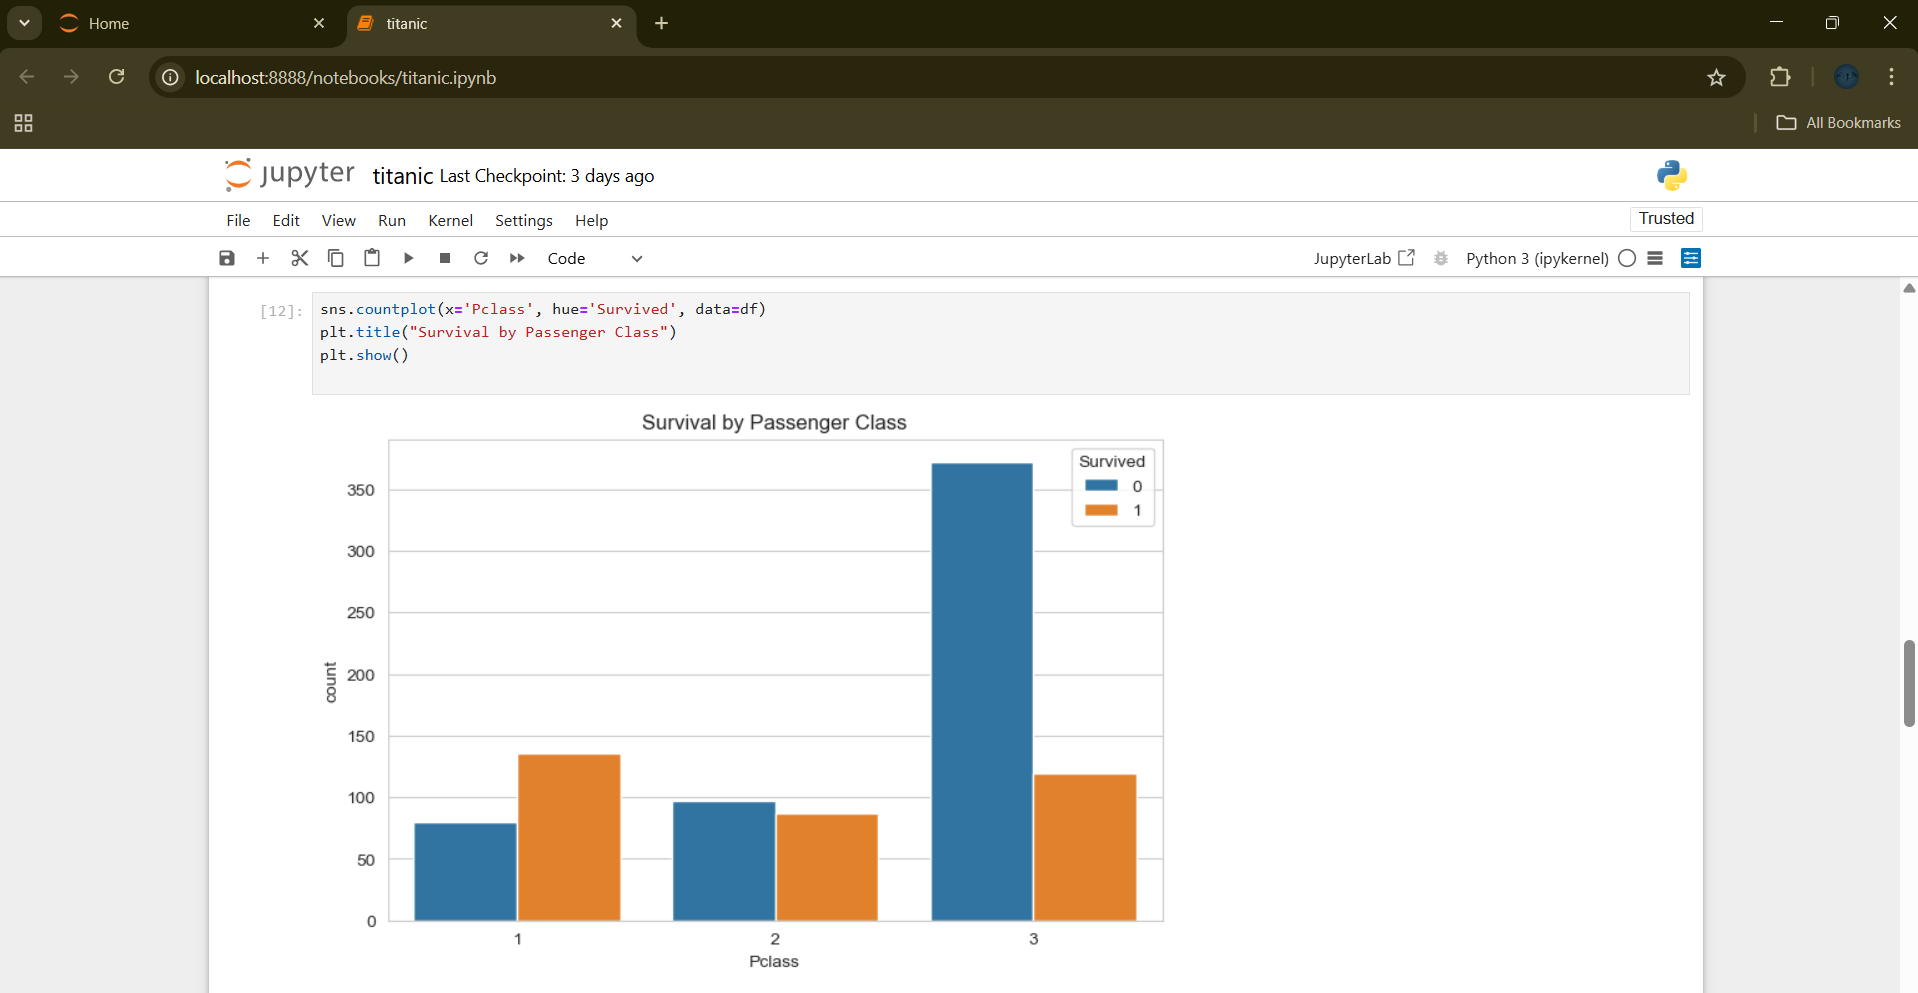 Home
titanic
localhost:8888/notebooks/titanic.ipynb
All Bookmarks
jupyter titanic Last Checkpoint: 3 days ago
File Edit View Run Kernel Settings Help
Trusted
Code
JupyterLab
Python 3 (ipykernel)
[12]:
sns.countplot(x='Pclass', hue='Survived', data=df)
plt.title("Survival by Passenger Class")
plt.show()
Survival by Passenger Class
Survived
0
1
350
300
250
200
150
100
50
0
count
1 2 3
Pclass